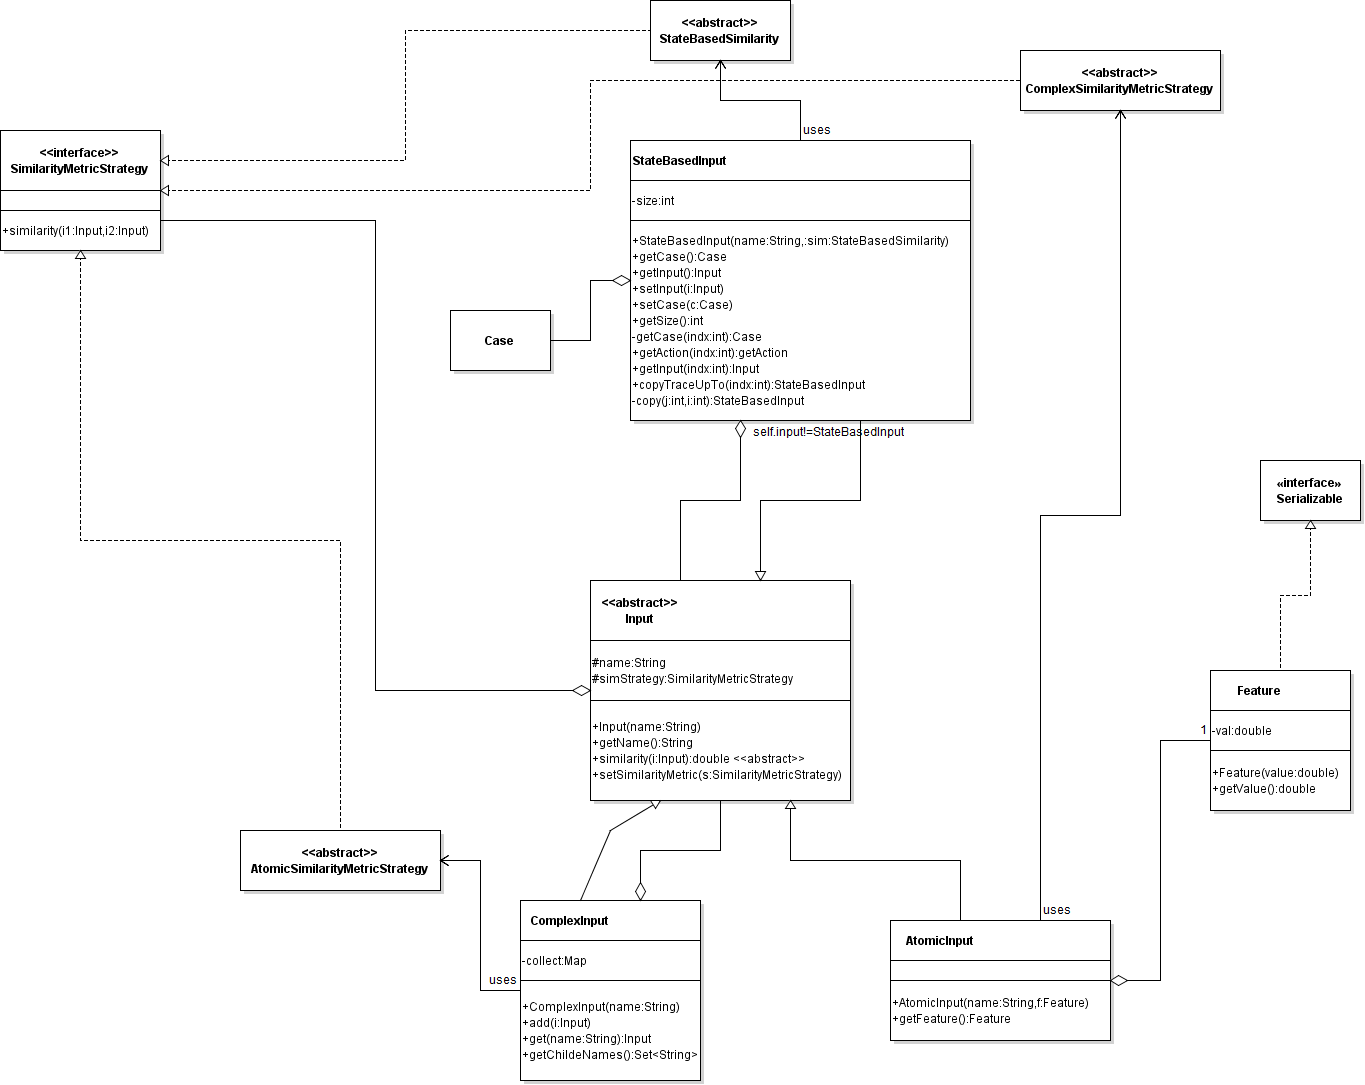 <<abstract>>
StateBasedSimilarity
<<abstract>>
ComplexSimilarityMetricStrategy
uses
<<interface>>
SimilarityMetricStrategy
+similarity(i1:Input,i2:Input)
StateBasedInput
-size:int
+StateBasedInput(name:String,:sim:StateBasedSimilarity)
+getCase():Case
+getInput():Input
+setInput(i:Input)
+setCase(c:Case)
+getSize():int
-getCase(indx:int):Case
+getAction(indx:int):getAction
+getInput(indx:int):Input
+copyTraceUpTo(indx:int):StateBasedInput
-copy(j:int,i:int):StateBasedInput
Case
self.input!=StateBasedInput
«interface»
Serializable
<<abstract>>
Input
#name:String
#simStrategy:SimilarityMetricStrategy
+Input(name:String)
+getName():String
+similarity(i:Input):double <<abstract>>
+setSimilarityMetric(s:SimilarityMetricStrategy)
Feature
1
-val:double
+Feature(value:double)
+getValue():double
<<abstract>>
AtomicSimilarityMetricStrategy
uses
ComplexInput
-collect:Map
+ComplexInput(name:String)
+add(i:Input)
+get(name:String):Input
+getChildeNames():Set<String>
uses
AtomicInput
+AtomicInput(name:String,f:Feature)
+getFeature():Feature